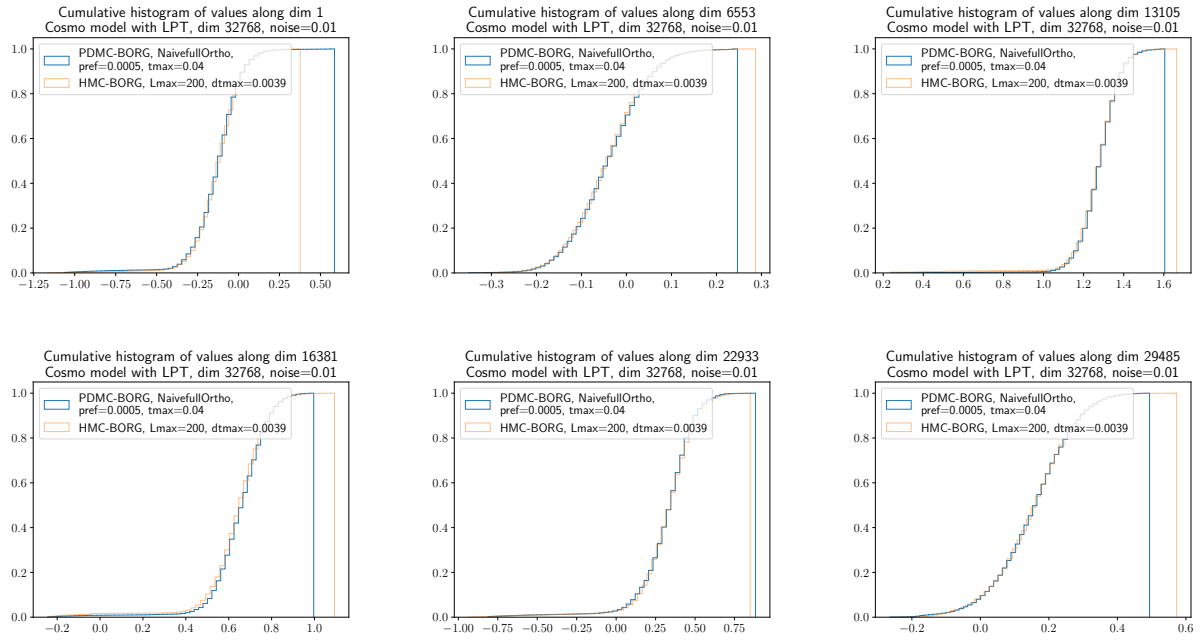 Cumulative histogram of values along dim 1
Cosmo model with LPT, dim 32768, noise=0.01
1.0
0.8
0.6
0.4
0.2
0.0
PDMC-BORG, NaivefullOrtho,
pref=0.0005, tmax=0.04
HMC-BORG, Lmax=200, dtmax=0.0039
−1.25 −1.00 −0.75 −0.50 −0.25 0.00 0.25 0.50
Cumulative histogram of values along dim 6553
Cosmo model with LPT, dim 32768, noise=0.01
1.0
0.8
0.6
0.4
0.2
0.0
PDMC-BORG, NaivefullOrtho,
pref=0.0005, tmax=0.04
HMC-BORG, Lmax=200, dtmax=0.0039
−0.3 −0.2 −0.1 0.0 0.1 0.2 0.3
Cumulative histogram of values along dim 13105
Cosmo model with LPT, dim 32768, noise=0.01
1.0
0.8
0.6
0.4
0.2
0.0
PDMC-BORG, NaivefullOrtho,
pref=0.0005, tmax=0.04
HMC-BORG, Lmax=200, dtmax=0.0039
0.2 0.4 0.6 0.8 1.0 1.2 1.4 1.6
Cumulative histogram of values along dim 16381
Cosmo model with LPT, dim 32768, noise=0.01
1.0
0.8
0.6
0.4
0.2
0.0
PDMC-BORG, NaivefullOrtho,
pref=0.0005, tmax=0.04
HMC-BORG, Lmax=200, dtmax=0.0039
−0.2 0.0 0.2 0.4 0.6 0.8 1.0
Cumulative histogram of values along dim 22933
Cosmo model with LPT, dim 32768, noise=0.01
1.0
0.8
0.6
0.4
0.2
0.0
PDMC-BORG, NaivefullOrtho,
pref=0.0005, tmax=0.04
HMC-BORG, Lmax=200, dtmax=0.0039
−1.00 −0.75 −0.50 −0.25 0.00 0.25 0.50 0.75
Cumulative histogram of values along dim 29485
Cosmo model with LPT, dim 32768, noise=0.01
1.0
0.8
0.6
0.4
0.2
0.0
PDMC-BORG, NaivefullOrtho,
pref=0.0005, tmax=0.04
HMC-BORG, Lmax=200, dtmax=0.0039
−0.2 0.0 0.2 0.4 0.6